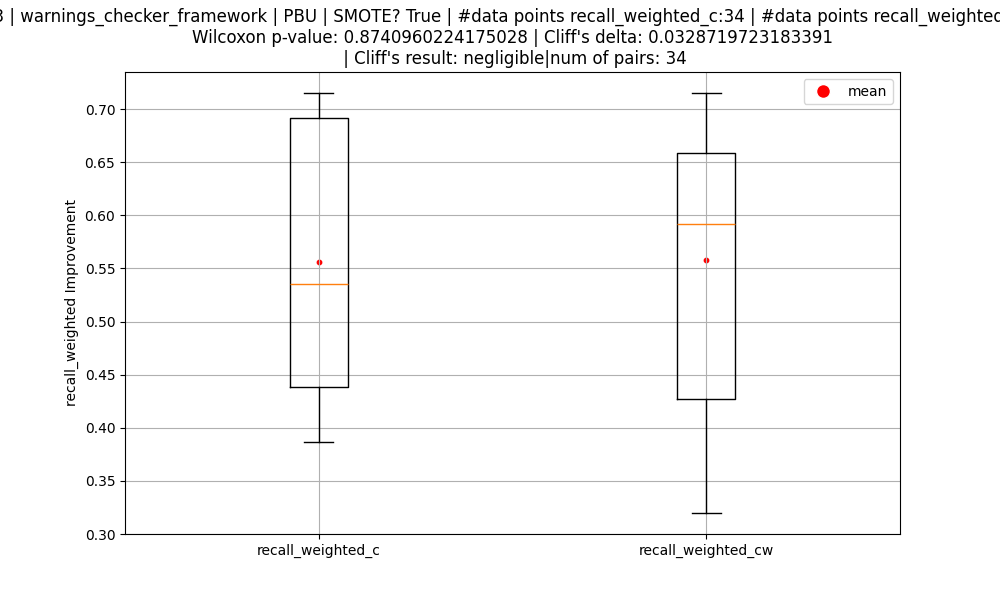 | warnings_checker_framework | PBU | SMOTE? True | #data points recall_weighted_c:34 | #data points recall_weighted
Wilcoxon p-value: 0.8740960224175028 | Cliff's delta: 0.0328719723183391
| Cliff's result: negligible|num of pairs: 34
mean
0.70
0.65
0.60
0.55
0.50
0.45
0.40
0.35
0.30
recall_weighted Improvement
recall_weighted_c
recall_weighted_cw